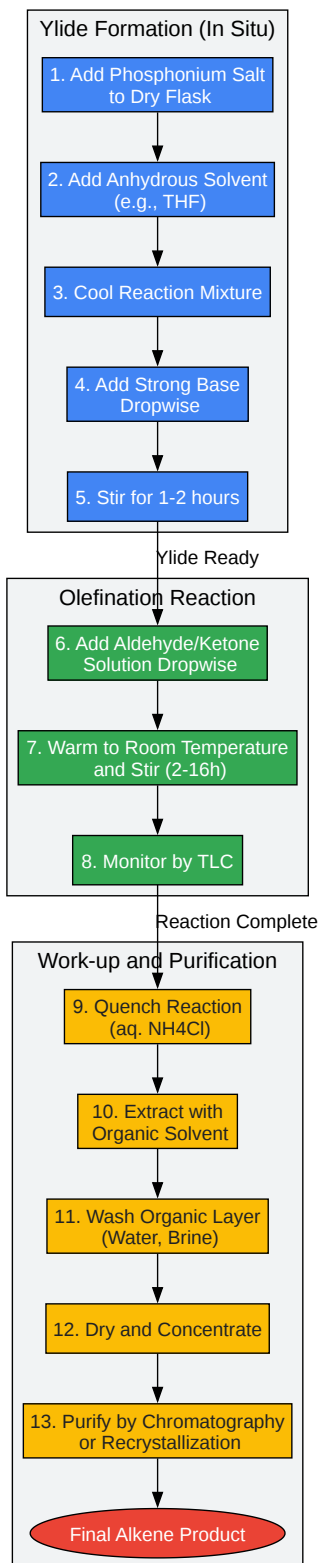 Ylide Formation (In Situ)
1. Add Phosphonium Salt
to Dry Flask
2. Add Anhydrous Solvent
(e.g., THF)
3. Cool Reaction Mixture
4. Add Strong Base
Dropwise
5. Stir for 1-2 hours
Ylide Ready
Olefination Reaction
6. Add Aldehyde/Ketone
Solution Dropwise
7. Warm to Room Temperature
and Stir (2-16h)
8. Monitor by TLC
Reaction Complete
Work-up and Purification
9. Quench Reaction
(aq. NH4Cl)
10. Extract with
Organic Solvent
11. Wash Organic Layer
(Water, Brine)
12. Dry and Concentrate
13. Purify by Chromatography
or Recrystallization
Final Alkene Product